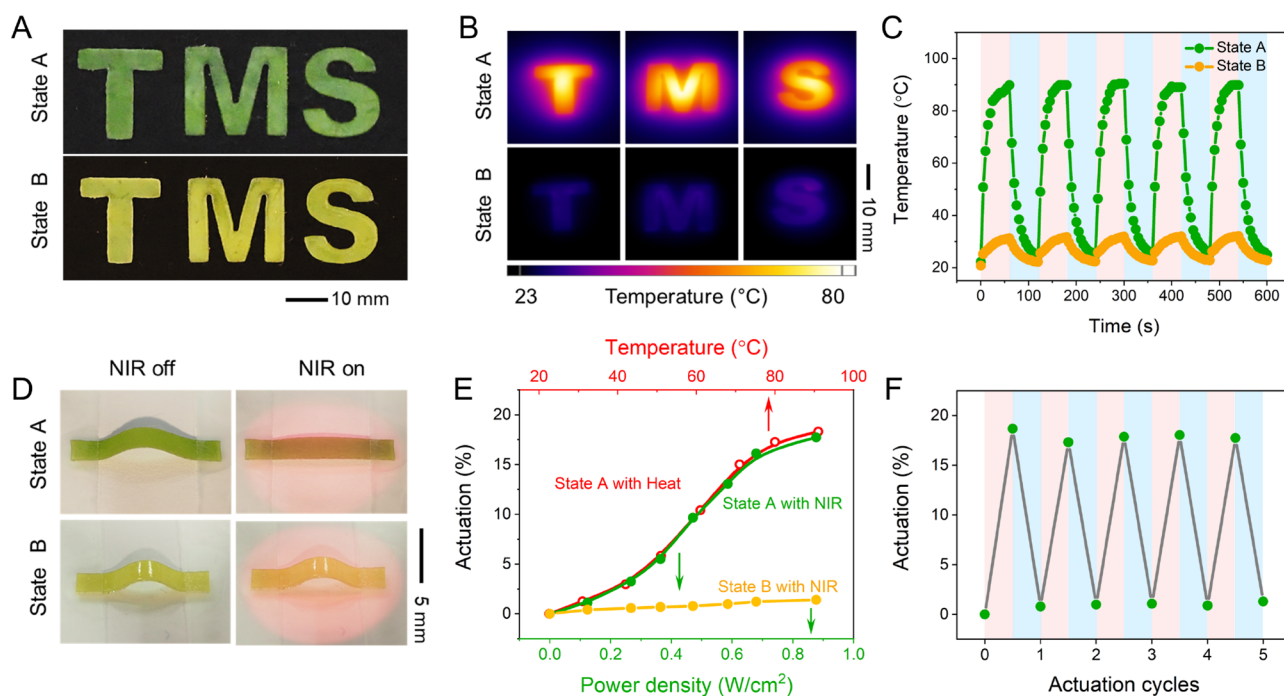 A
State A
TMS
State B
TMS
10 mm
B
State A
T M S
State B
T M S
10 mm
23 Temperature (°C) 80
C
Temperature (°C)
100
80
60
40
20
State A
State B
0 100 200 300 400 500 600
Time (s)
D
NIR off NIR on
State A
State B
5 mm
E
Temperature (°C)
20 40 60 80 100
Actuation (%)
20
15
10
5
0
State A with Heat
State A with NIR
State B with NIR
0.0 0.2 0.4 0.6 0.8 1.0
Power density (W/cm²)
F
Actuation (%)
20
15
10
5
0
0 1 2 3 4 5
Actuation cycles